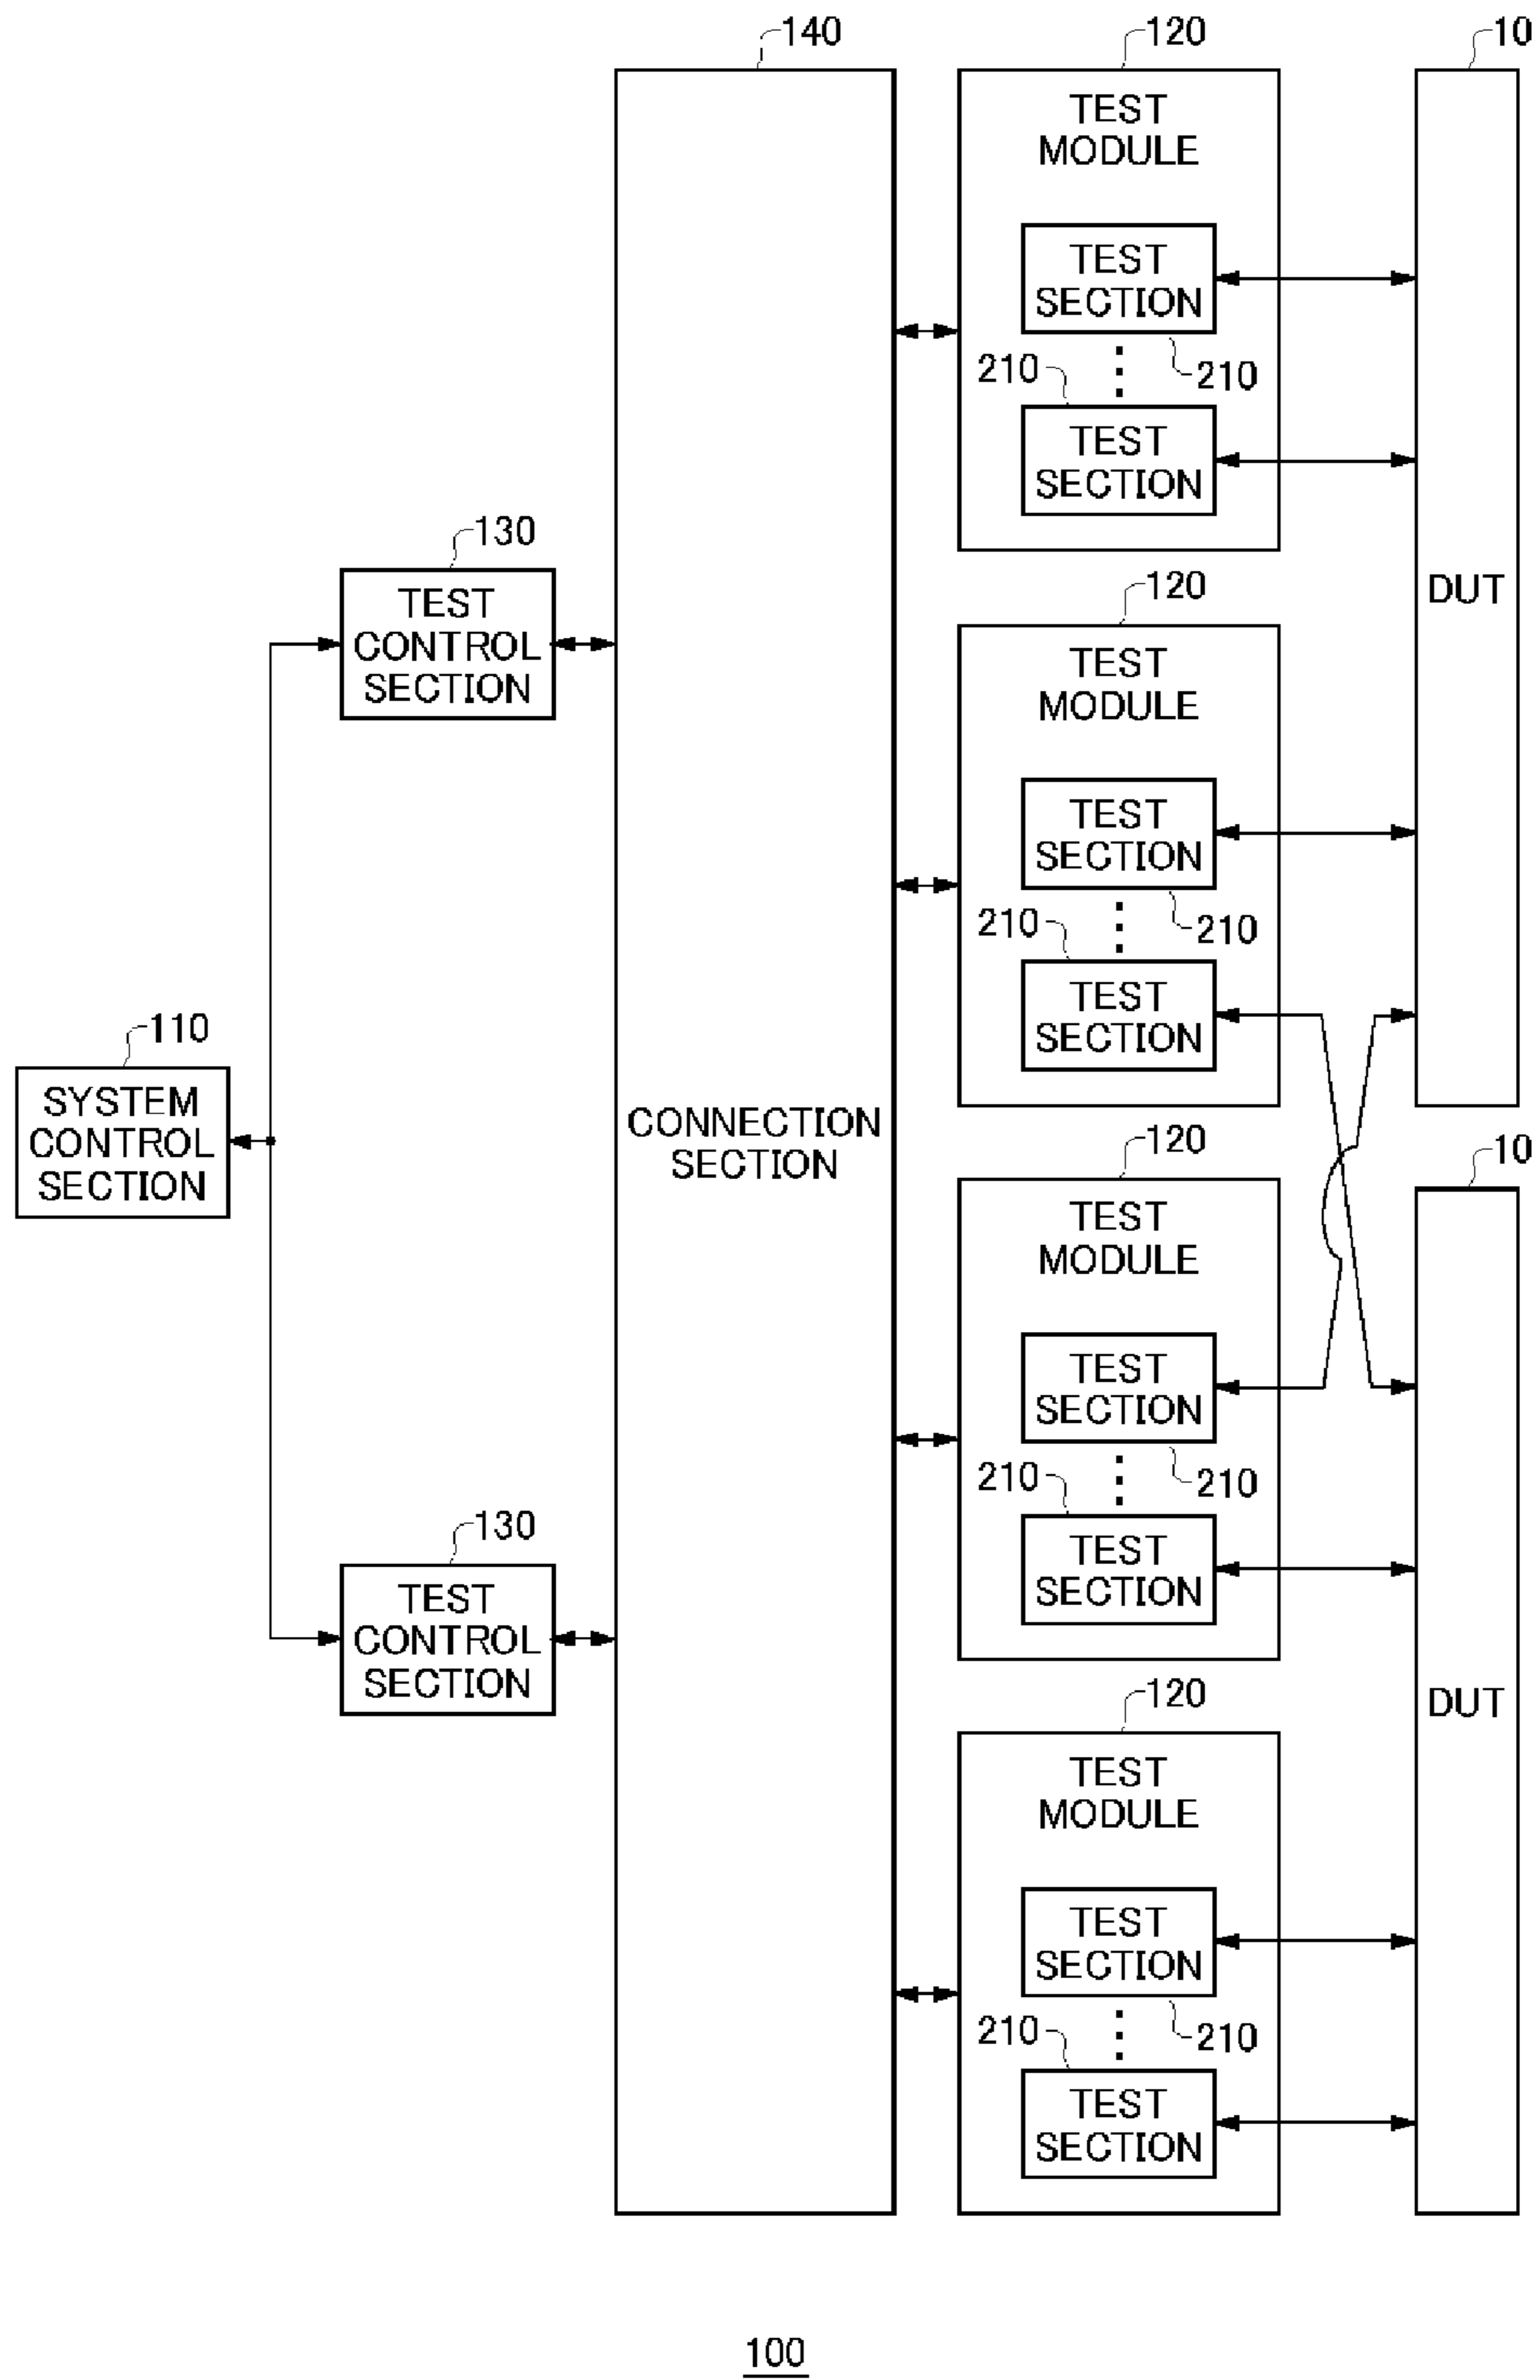 140
120
10
TEST
MODULE
TEST
SECTION
210
210
TEST
SECTION
130
TEST
CONTROL
SECTION
DUT
120
TEST
MODULE
TEST
SECTION
210
210
TEST
SECTION
110
SYSTEM
CONTROL
SECTION
CONNECTION
SECTION
120
10
TEST
MODULE
TEST
SECTION
210
210
TEST
SECTION
130
TEST
CONTROL
SECTION
DUT
120
TEST
MODULE
TEST
SECTION
210
210
TEST
SECTION
100